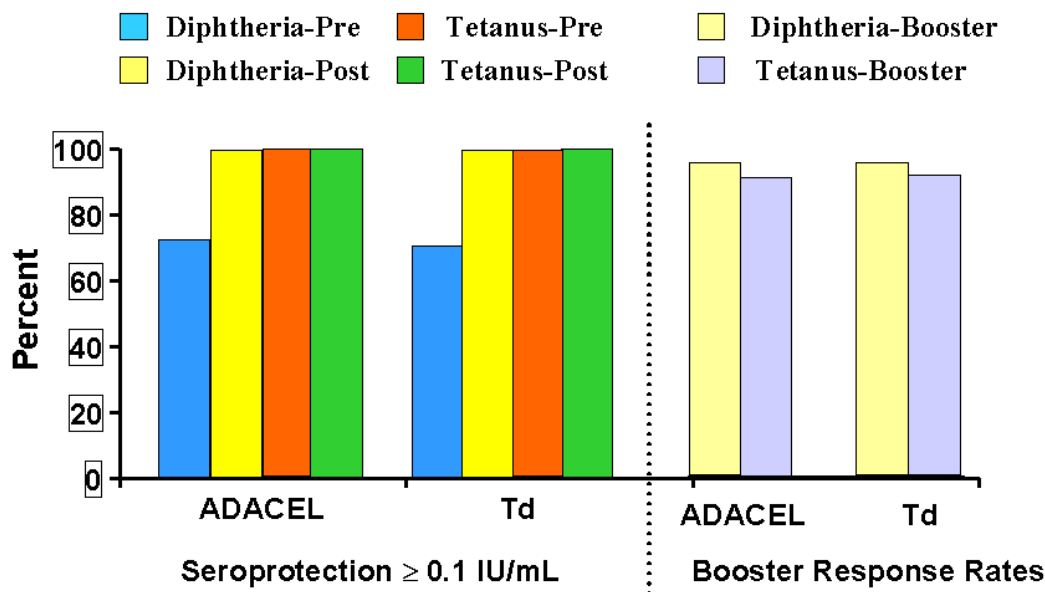 Diphtheria-Pre Tetanus-Pre Diphtheria-Booster
Diphtheria-Post Tetanus-Post Tetanus-Booster
100
80
60
40
20
0
Percent
ADACEL Td ADACEL Td
Seroprotection ≥ 0.1 IU/mL Booster Response Rates